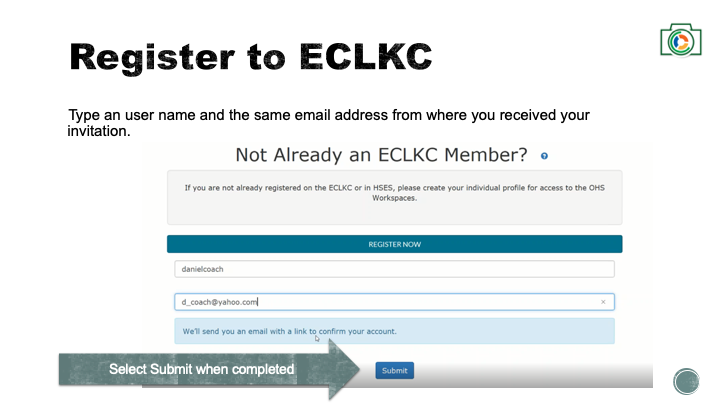 Register to ECLKC
Type an user name and the same email address from where you received your
invitation.
Not Already an ECLKC Member? ?
If you are not already registered on the ECLKC or in HSES, please create your individual profile for access to the OHS
Workspaces.
REGISTER NOW
danielcoach
d_coach@yahoo.com ×
We'll send you an email with a link to confirm your account.
Select Submit when completed
Submit